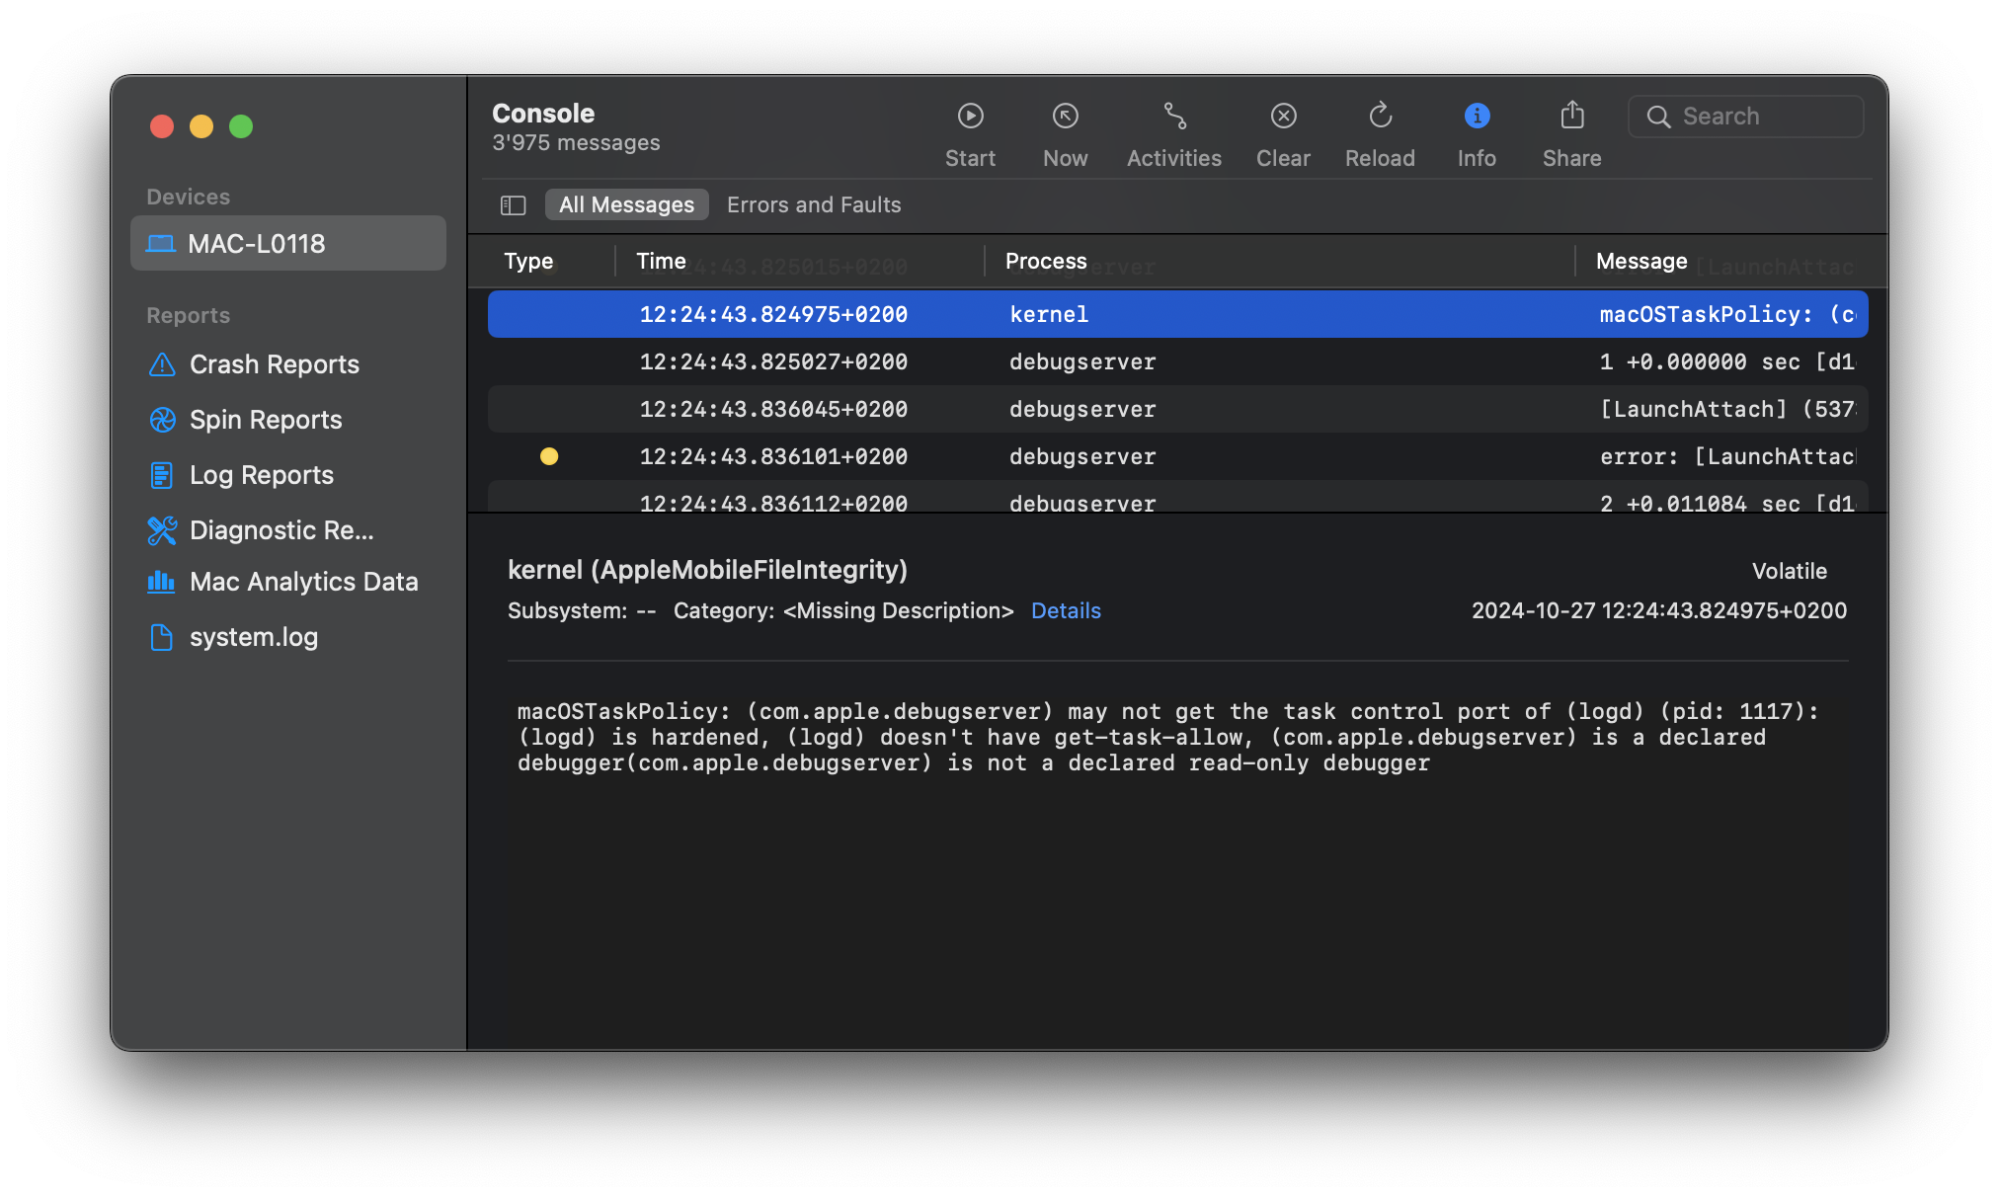 Console
3'975 messages
Start
Now
Activities
Clear
Reload
Info
Share
Search
Devices
MAC-L0118
Reports
Crash Reports
Spin Reports
Log Reports
Diagnostic Re...
Mac Analytics Data
system.log
All Messages
Errors and Faults
Type Time Process Message
12:24:43.824975+0200 kernel macOSTaskPolicy: (c
12:24:43.825027+0200 debugserver 1 +0.000000 sec [d1
12:24:43.836045+0200 debugserver [LaunchAttach] (537
12:24:43.836101+0200 debugserver error: [LaunchAttac
12:24:43.836112+0200 debugserver 2 +0.011084 sec [d1
kernel (AppleMobileFileIntegrity)
Volatile
Subsystem: -- Category: <Missing Description> Details
2024-10-27 12:24:43.824975+0200
macOSTaskPolicy: (com.apple.debugserver) may not get the task control port of (logd) (pid: 1117):
(logd) is hardened, (logd) doesn't have get-task-allow, (com.apple.debugserver) is a declared
debugger(com.apple.debugserver) is not a declared read-only debugger